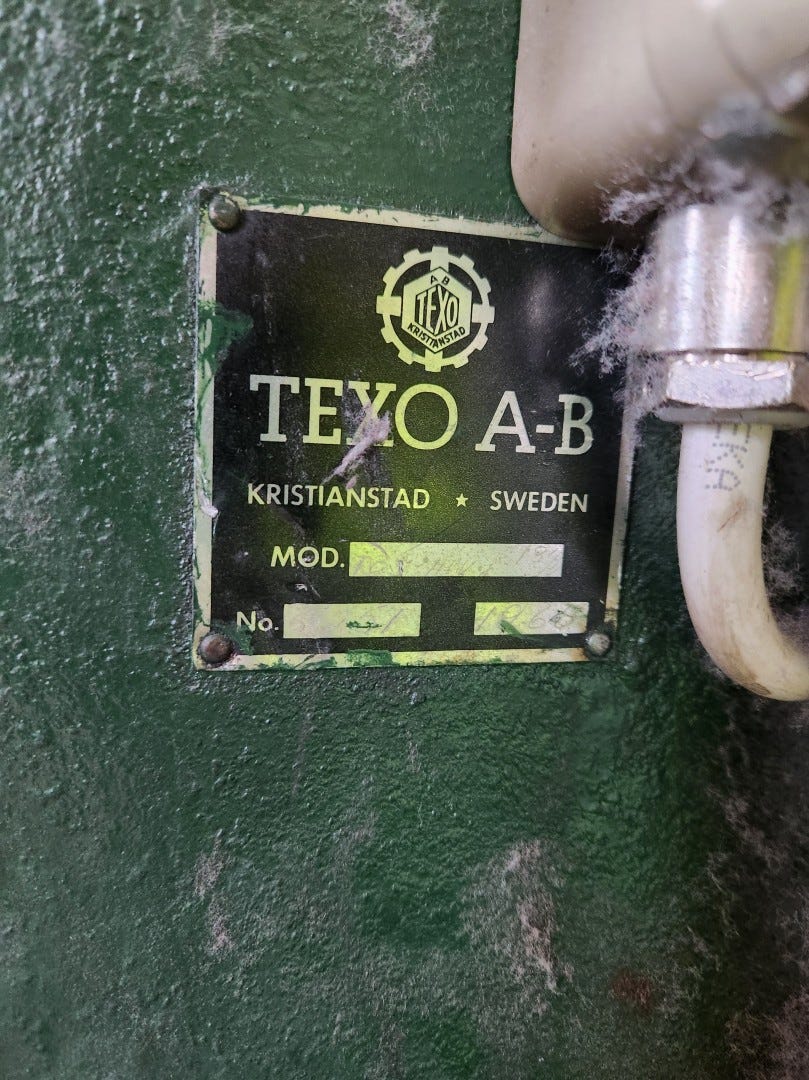 AB
TEXO
KRISTIANSTAD
TEXO A-B
KRISTIANSTAD ★ SWEDEN
MOD.
No.